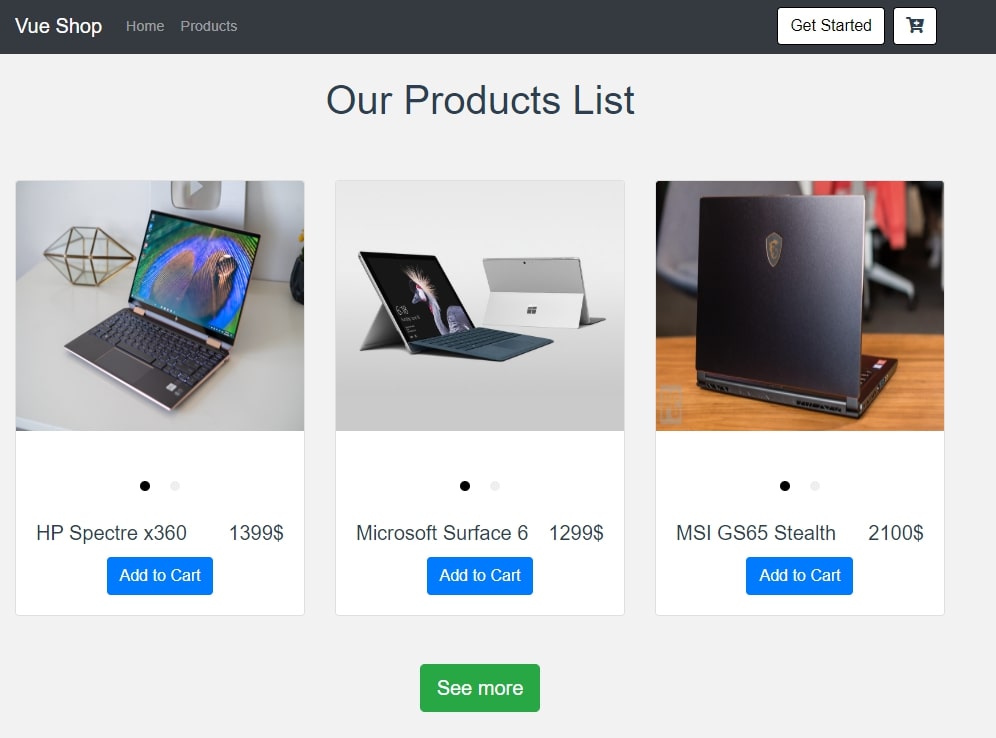 Vue Shop Home Products Get Started
Our Products List
HP Spectre x360 1399$
Add to Cart
Microsoft Surface 6 1299$
Add to Cart
MSI GS65 Stealth 2100$
Add to Cart
See more